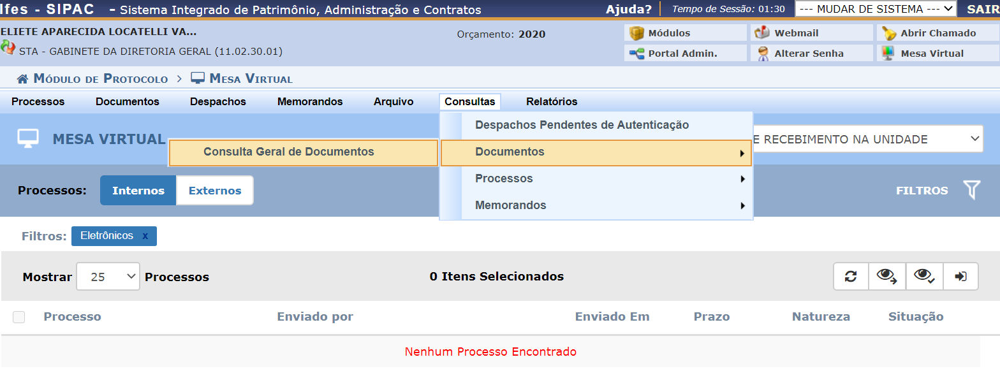 Ifes - SIPAC - Sistema Integrado de Patrimônio, Administração e Contratos Ajuda? Tempo de Sessão: 01:30 --- MUDAR DE SISTEMA --- SAIR
ELIETE APARECIDA LOCATELLI VA... Orçamento: 2020 Módulos Webmail Abrir Chamado
STA - GABINETE DA DIRETORIA GERAL (11.02.30.01) Portal Admin. Alterar Senha Mesa Virtual
MÓDULO DE PROTOCOLO > MESA VIRTUAL
Processos Documentos Despachos Memorandos Arquivo Consultas Relatórios
Despachos Pendentes de Autenticação
MESA VIRTUAL E RECEBIMENTO NA UNIDADE
Consulta Geral de Documentos Documentos
Processos
Processos: Internos Externos FILTROS
Memorandos
Filtros: Eletrônicos x
Mostrar 25 Processos 0 Itens Selecionados
Processo Enviado por Enviado Em Prazo Natureza Situação
Nenhum Processo Encontrado